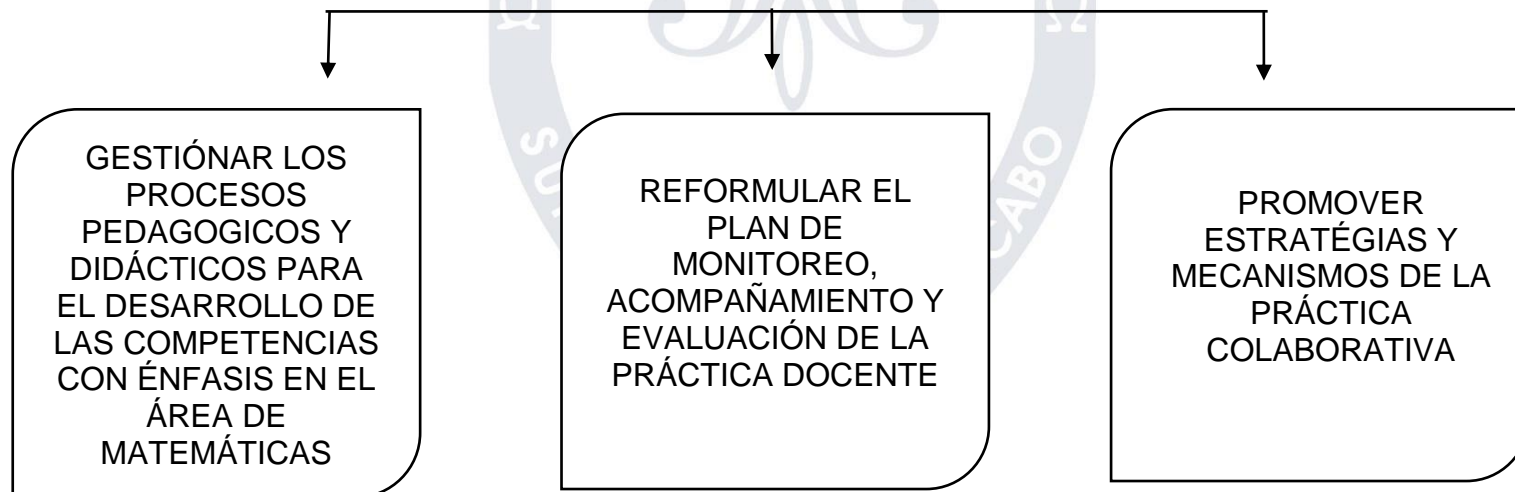 GESTIÓNAR LOS
PROCESOS
PEDAGOGICOS Y
DIDÁCTICOS PARA
EL DESARROLLO DE
LAS COMPETENCIAS
CON ÉNFASIS EN EL
ÁREA DE
MATEMÁTICAS
REFORMULAR EL
PLAN DE
MONITOREO,
ACOMPAÑAMIENTO Y
EVALUACIÓN DE LA
PRÁCTICA DOCENTE
PROMOVER
ESTRATÉGIAS Y
MECANISMOS DE LA
PRÁCTICA
COLABORATIVA